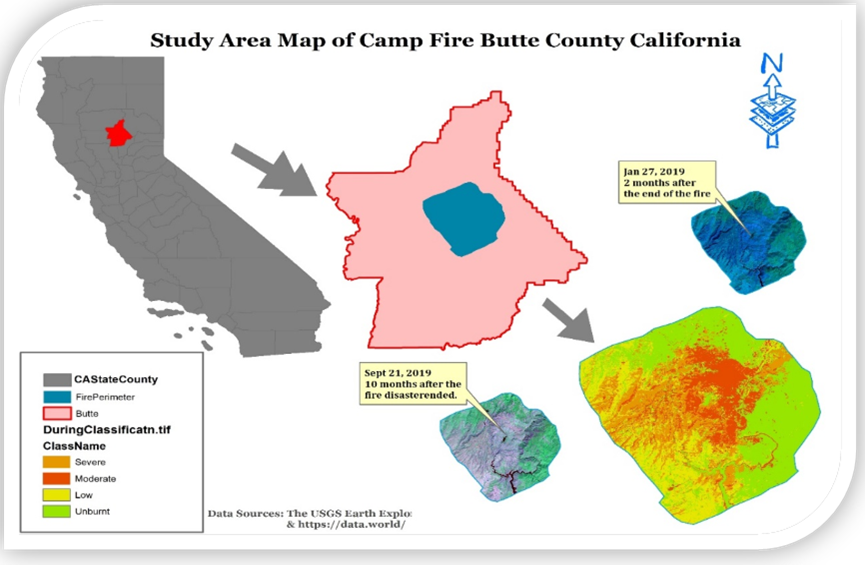 Study Area Map of Camp Fire Butte County California
N
Jan 27, 2019
2 months after
the end of the fire
Sept 21, 2019
10 months after the
fire disasterended.
CAStateCounty
FirePerimeter
Butte
DuringClassificatn.tif
ClassName
Severe
Moderate
Low
Unburnt
Data Sources: The USGS Earth Explo
& https://data.world/